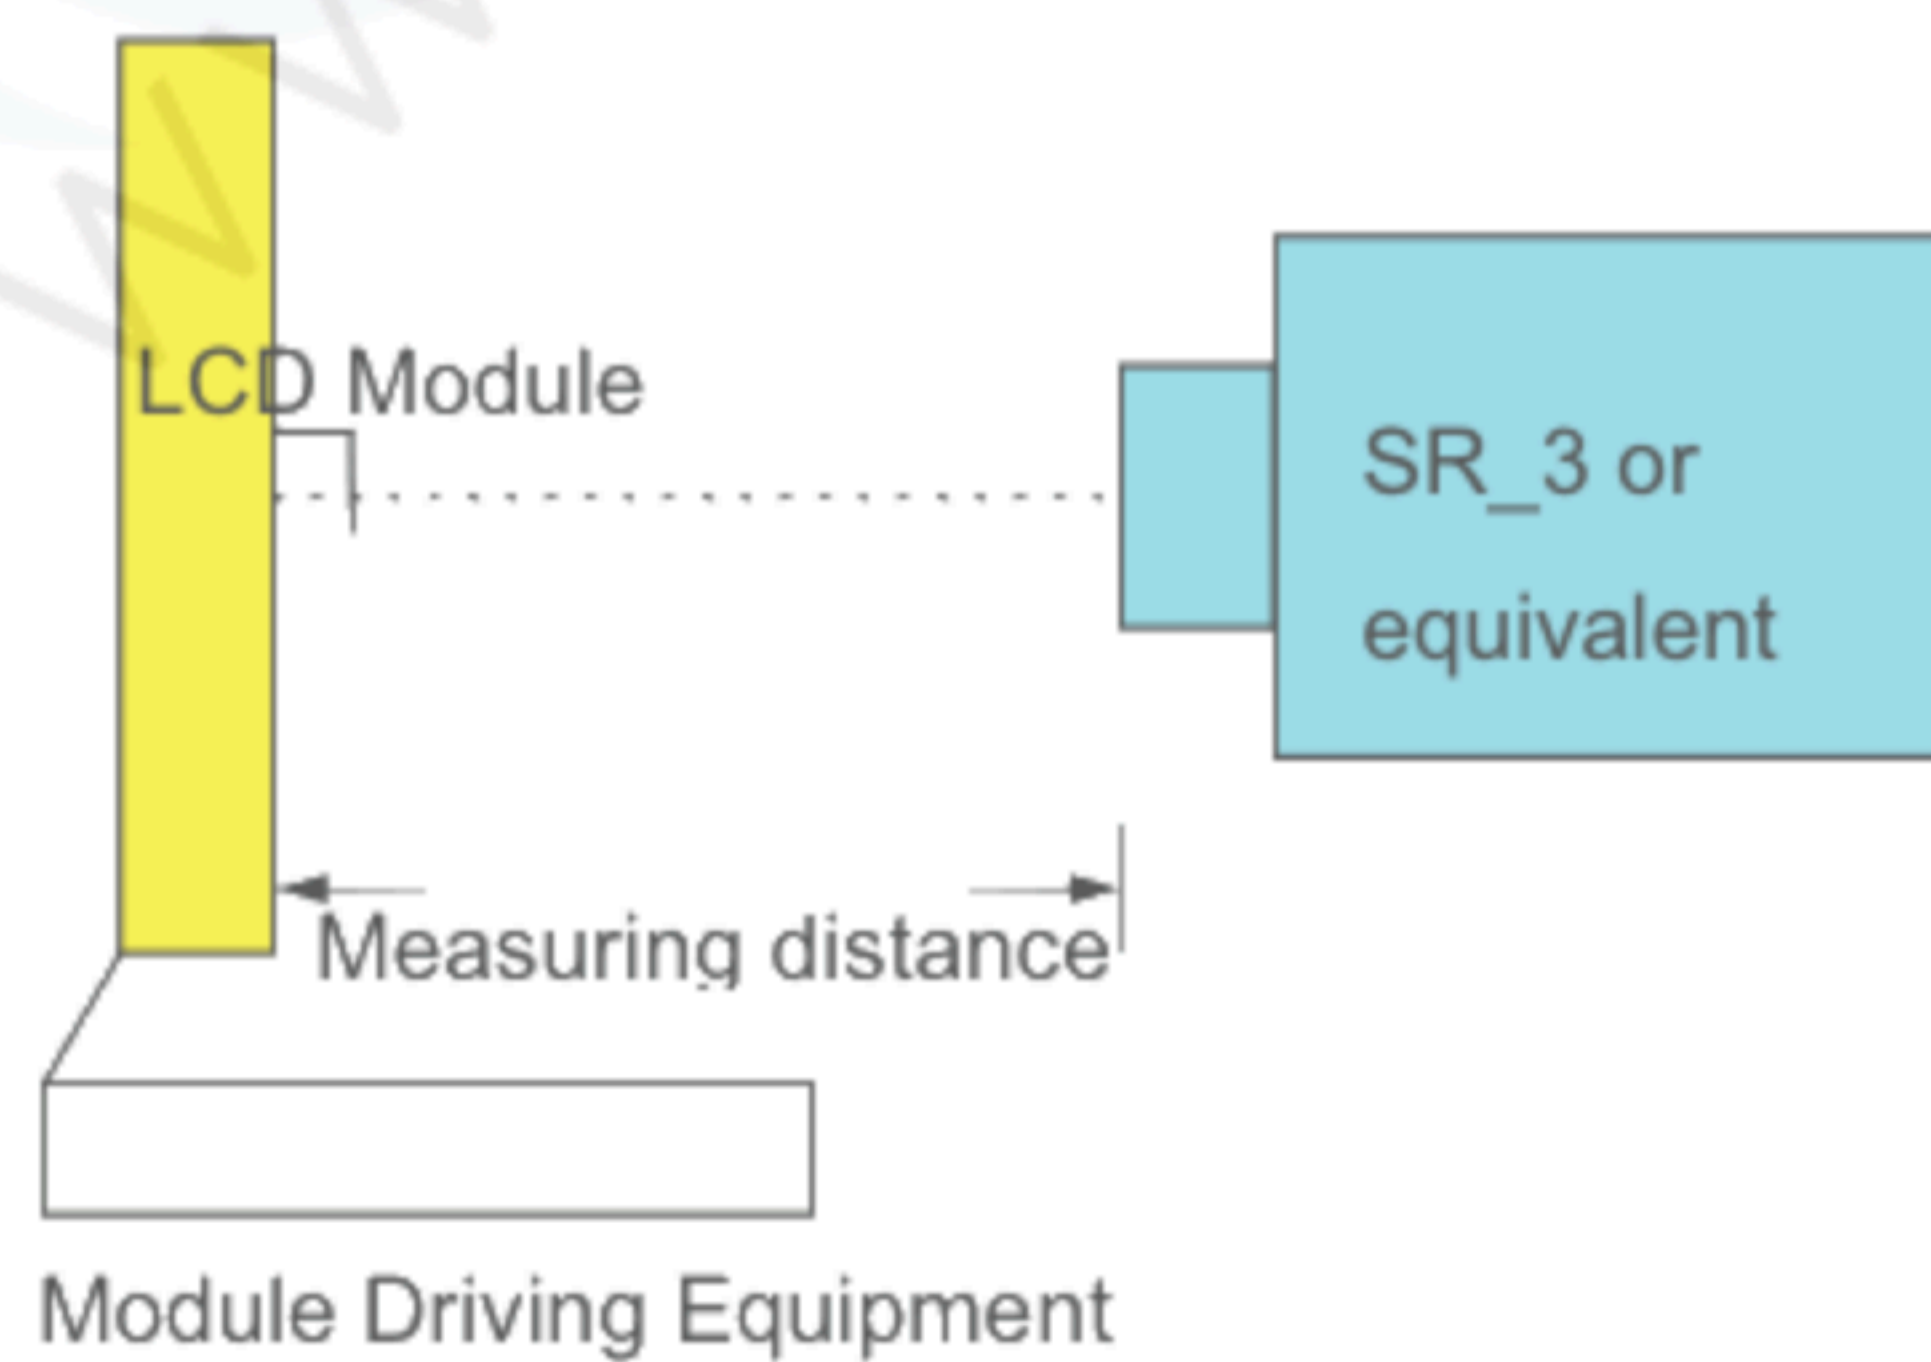 LCD Module
SR_3 or
equivalent
Measuring distance
Module Driving Equipment